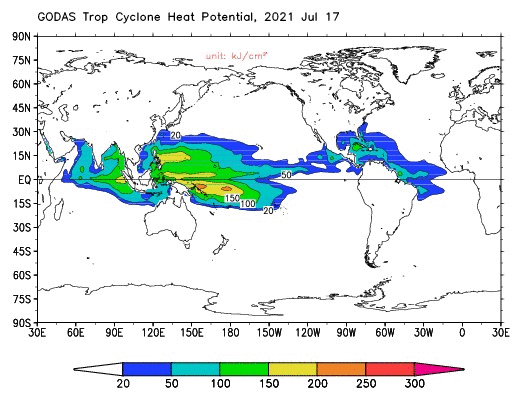 GODAS Trop Cyclone Heat Potential, 2021 Jul 17
unit: kJ/cm²
90N
75N
60N
45N
30N
15N
EQ
15S
30S
45S
60S
75S
90S
20
50
150
100
20
30E 60E 90E 120E 150E 180 150W 120W 90W 60W 30W 0 30E
20 50 100 150 200 250 300